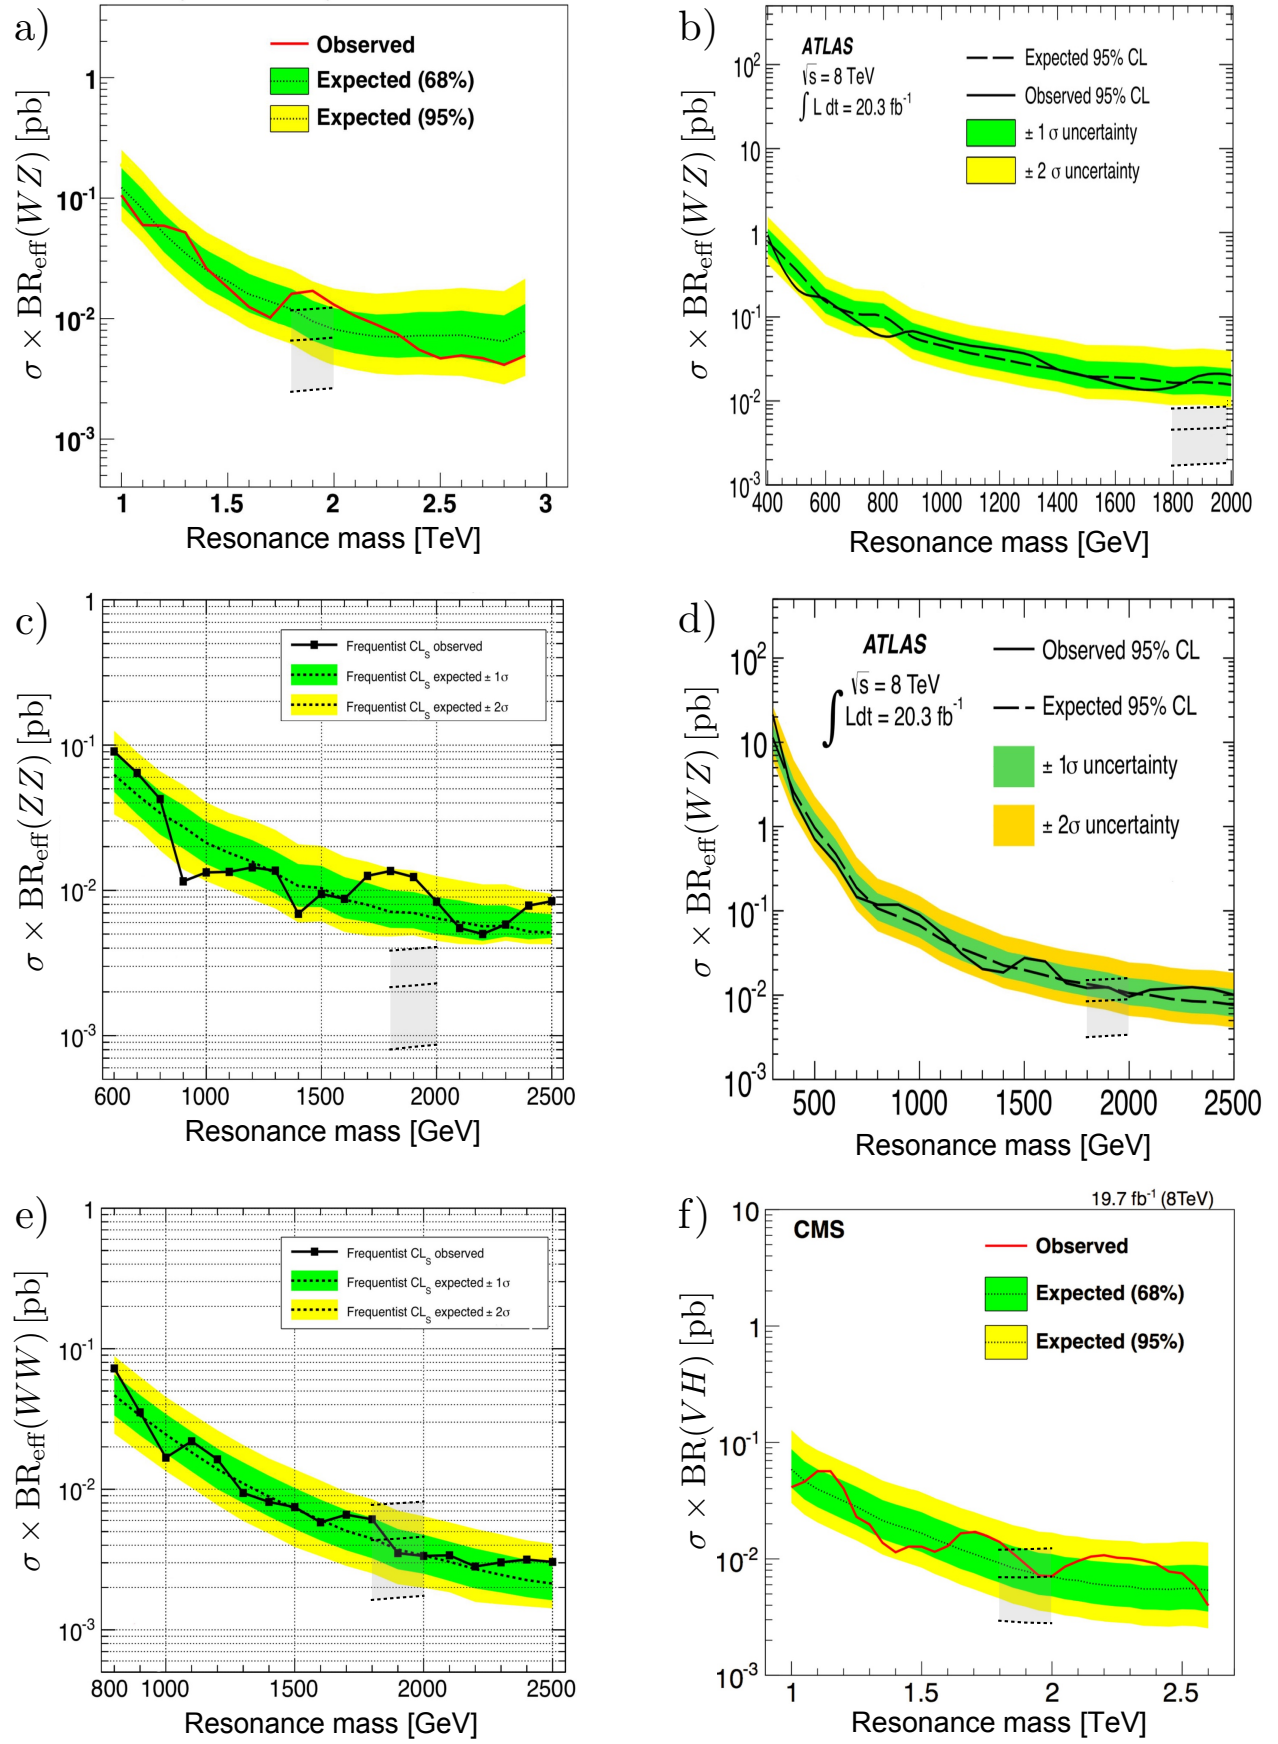 a)
Observed
Expected (68%)
Expected (95%)
1
10^-1
10^-2
10^-3
σ × BR_eff(WZ) [pb]
1 1.5 2 2.5 3
Resonance mass [TeV]
b)
ATLAS
√s = 8 TeV
∫ L dt = 20.3 fb^-1
Expected 95% CL
Observed 95% CL
± 1 σ uncertainty
± 2 σ uncertainty
10^2
10
1
10^-1
10^-2
10^-3
σ × BR_eff(WZ) [pb]
400 600 800 1000 1200 1400 1600 1800 2000
Resonance mass [GeV]
c)
Frequentist CL_S observed
Frequentist CL_S expected ± 1σ
Frequentist CL_S expected ± 2σ
1
10^-1
10^-2
10^-3
σ × BR_eff(ZZ) [pb]
600 1000 1500 2000 2500
Resonance mass [GeV]
d)
ATLAS
√s = 8 TeV
∫ Ldt = 20.3 fb^-1
Observed 95% CL
Expected 95% CL
± 1σ uncertainty
± 2σ uncertainty
10^2
10
1
10^-1
10^-2
10^-3
σ × BR_eff(WZ) [pb]
500 1000 1500 2000 2500
Resonance mass [GeV]
e)
Frequentist CL_S observed
Frequentist CL_S expected ± 1σ
Frequentist CL_S expected ± 2σ
1
10^-1
10^-2
10^-3
σ × BR_eff(WW) [pb]
800 1000 1500 2000 2500
Resonance mass [GeV]
f)
19.7 fb^-1 (8TeV)
CMS
Observed
Expected (68%)
Expected (95%)
10
1
10^-1
10^-2
10^-3
σ × BR(VH) [pb]
1 1.5 2 2.5
Resonance mass [TeV]